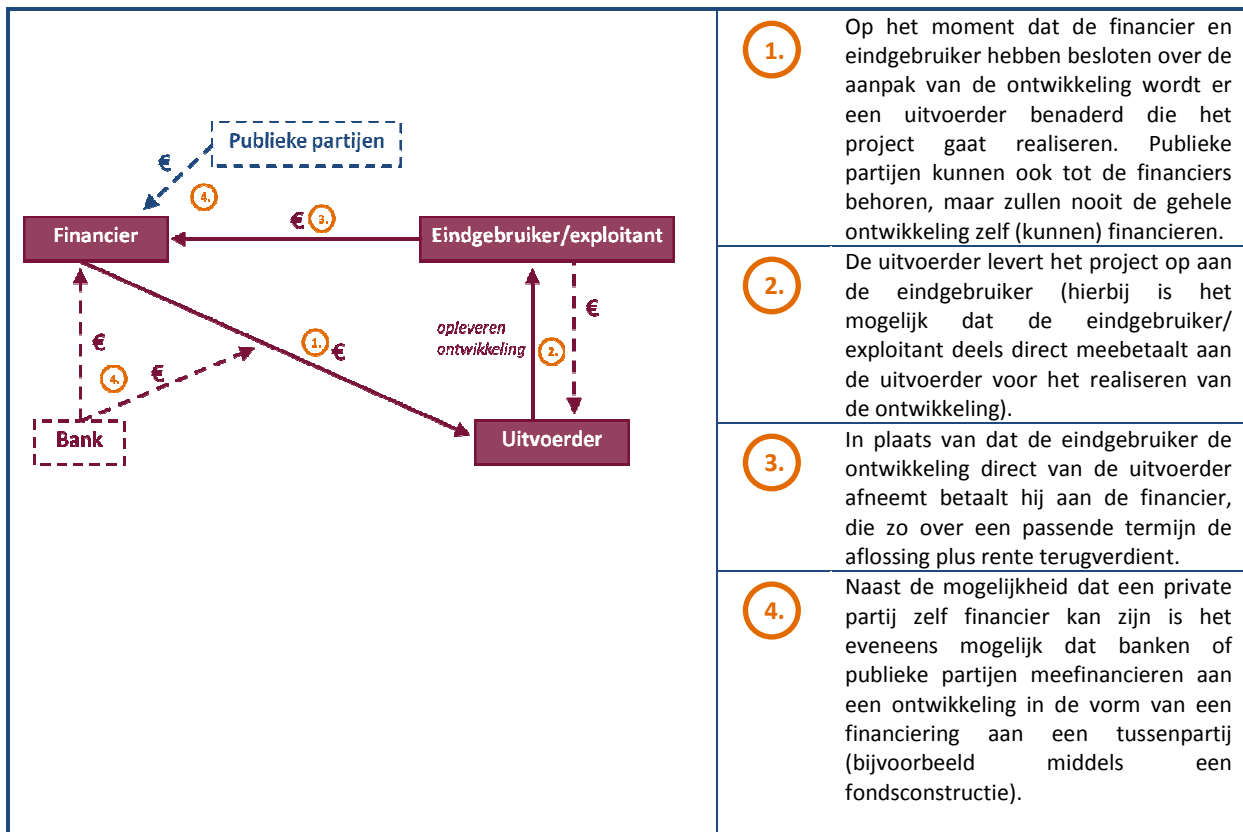 Publieke partijen
€
4.
€ 3.
Financier
Eindgebruiker/exploitant
€
opleveren
ontwikkeling
2.
1.
€
€
4.
€
Bank
Uitvoerder
1.
Op het moment dat de financier en
eindgebruiker hebben besloten over de
aanpak van de ontwikkeling wordt er
een uitvoerder benaderd die het
project gaat realiseren. Publieke
partijen kunnen ook tot de financiers
behoren, maar zullen nooit de gehele
ontwikkeling zelf (kunnen) financieren.
2.
De uitvoerder levert het project op aan
de eindgebruiker (hierbij is het
mogelijk dat de eindgebruiker/
exploitant deels direct meebetaalt aan
de uitvoerder voor het realiseren van
de ontwikkeling).
3.
In plaats van dat de eindgebruiker de
ontwikkeling direct van de uitvoerder
afneemt betaalt hij aan de financier,
die zo over een passende termijn de
aflossing plus rente terugverdient.
4.
Naast de mogelijkheid dat een private
partij zelf financier kan zijn is het
eveneens mogelijk dat banken of
publieke partijen meefinancieren aan
een ontwikkeling in de vorm van een
financiering aan een tussenpartij
(bijvoorbeeld middels een
fondsconstructie).